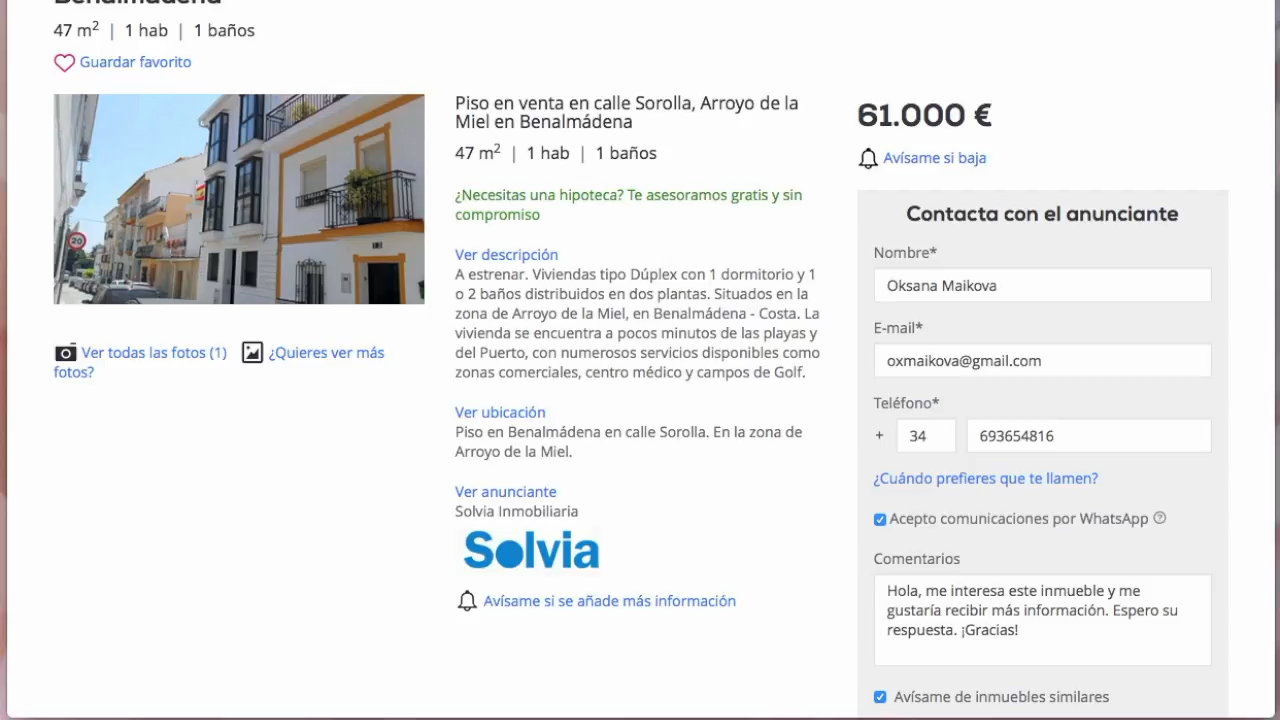 Benalmádena
47 m² | 1 hab | 1 baños
Guardar favorito
20
Piso en venta en calle Sorolla, Arroyo de la
Miel en Benalmádena
47 m² | 1 hab | 1 baños
¿Necesitas una hipoteca? Te asesoramos gratis y sin
compromiso
Ver descripción
A estrenar. Viviendas tipo Dúplex con 1 dormitorio y 1
o 2 baños distribuidos en dos plantas. Situados en la
zona de Arroyo de la Miel, en Benalmádena - Costa. La
vivienda se encuentra a pocos minutos de las playas y
del Puerto, con numerosos servicios disponibles como
zonas comerciales, centro médico y campos de Golf.
Ver todas las fotos (1) ¿Quieres ver más
fotos?
Ver ubicación
Piso en Benalmádena en calle Sorolla. En la zona de
Arroyo de la Miel.
Ver anunciante
Solvia Inmobiliaria
Solvia
Avísame si se añade más información
61.000 €
Avísame si baja
Contacta con el anunciante
Nombre*
Oksana Maikova
E-mail*
oxmaikova@gmail.com
Teléfono*
+ 34 693654816
¿Cuándo prefieres que te llamen?
Acepto comunicaciones por WhatsApp ?
Comentarios
Hola, me interesa este inmueble y me
gustaría recibir más información. Espero su
respuesta. ¡Gracias!
Avísame de inmuebles similares